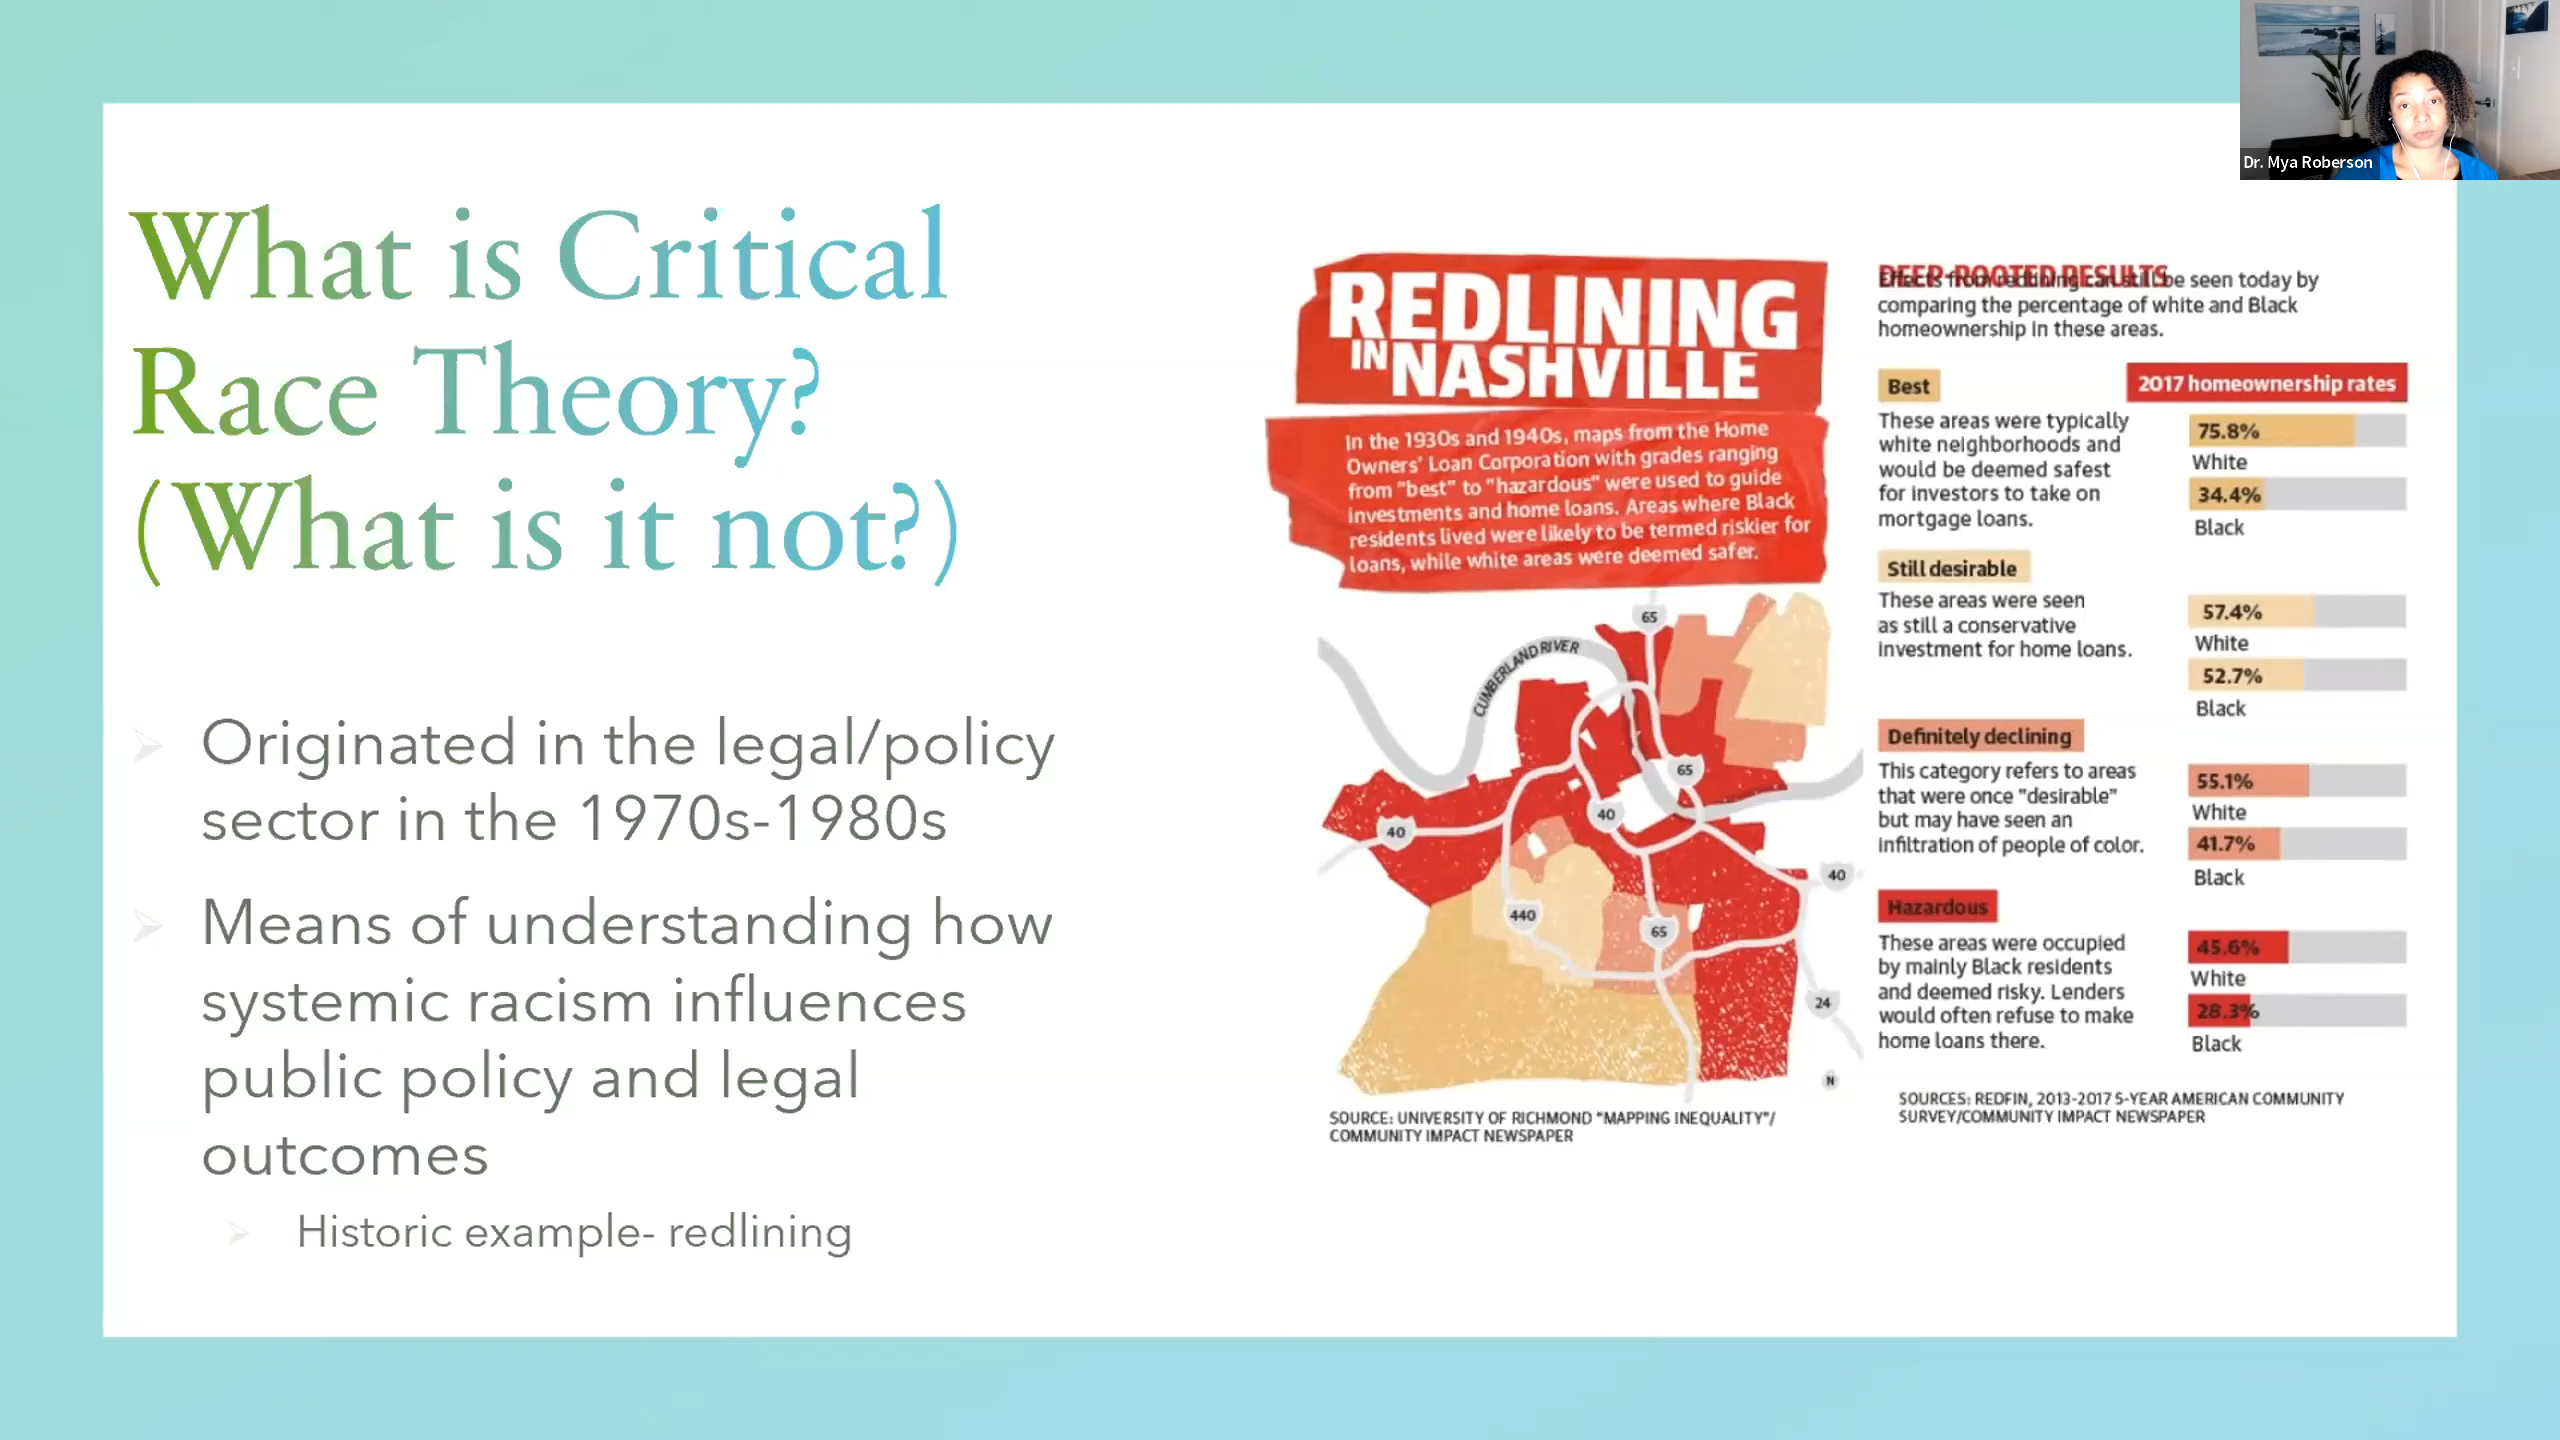 Dr. Mya Roberson
What is Critical
Race Theory?
(What is it not?)
Originated in the legal/policy
sector in the 1970s-1980s
Means of understanding how
systemic racism influences
public policy and legal
outcomes
Historic example- redlining
REDLINING
IN NASHVILLE
In the 1930s and 1940s, maps from the Home
Owners' Loan Corporation with grades ranging
from "best" to "hazardous" were used to guide
investments and home loans. Areas where Black
residents lived were likely to be termed riskier for
loans, while white areas were deemed safer.
65
CUMBERLAND RIVER
65
40
40
40
440
65
24
N
SOURCE: UNIVERSITY OF RICHMOND "MAPPING INEQUALITY"/
COMMUNITY IMPACT NEWSPAPER
DEEP-ROOTED RESULTS
Effects from redlining can still be seen today by
comparing the percentage of white and Black
homeownership in these areas.
Best
2017 homeownership rates
These areas were typically
white neighborhoods and
would be deemed safest
for investors to take on
mortgage loans.
75.8%
White
34.4%
Black
Still desirable
These areas were seen
as still a conservative
investment for home loans.
57.4%
White
52.7%
Black
Definitely declining
This category refers to areas
that were once "desirable"
but may have seen an
infiltration of people of color.
55.1%
White
41.7%
Black
Hazardous
These areas were occupied
by mainly Black residents
and deemed risky. Lenders
would often refuse to make
home loans there.
45.6%
White
28.3%
Black
SOURCES: REDFIN, 2013-2017 5-YEAR AMERICAN COMMUNITY
SURVEY/COMMUNITY IMPACT NEWSPAPER